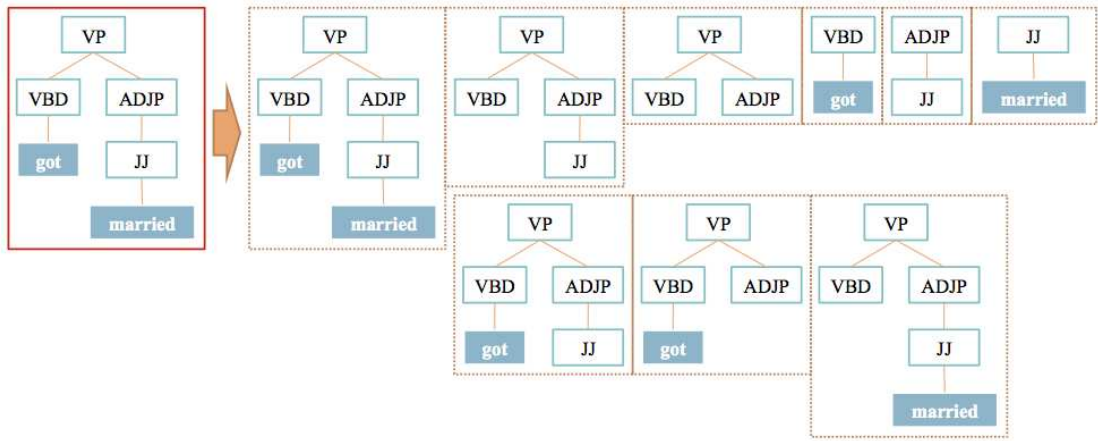 VP VP VP VP VBD ADJP JJ
VBD ADJP VBD ADJP VBD ADJP VBD ADJP got JJ married
got JJ got JJ JJ
married married
VP VP VP
VBD ADJP VBD ADJP VBD ADJP
got JJ got JJ
married